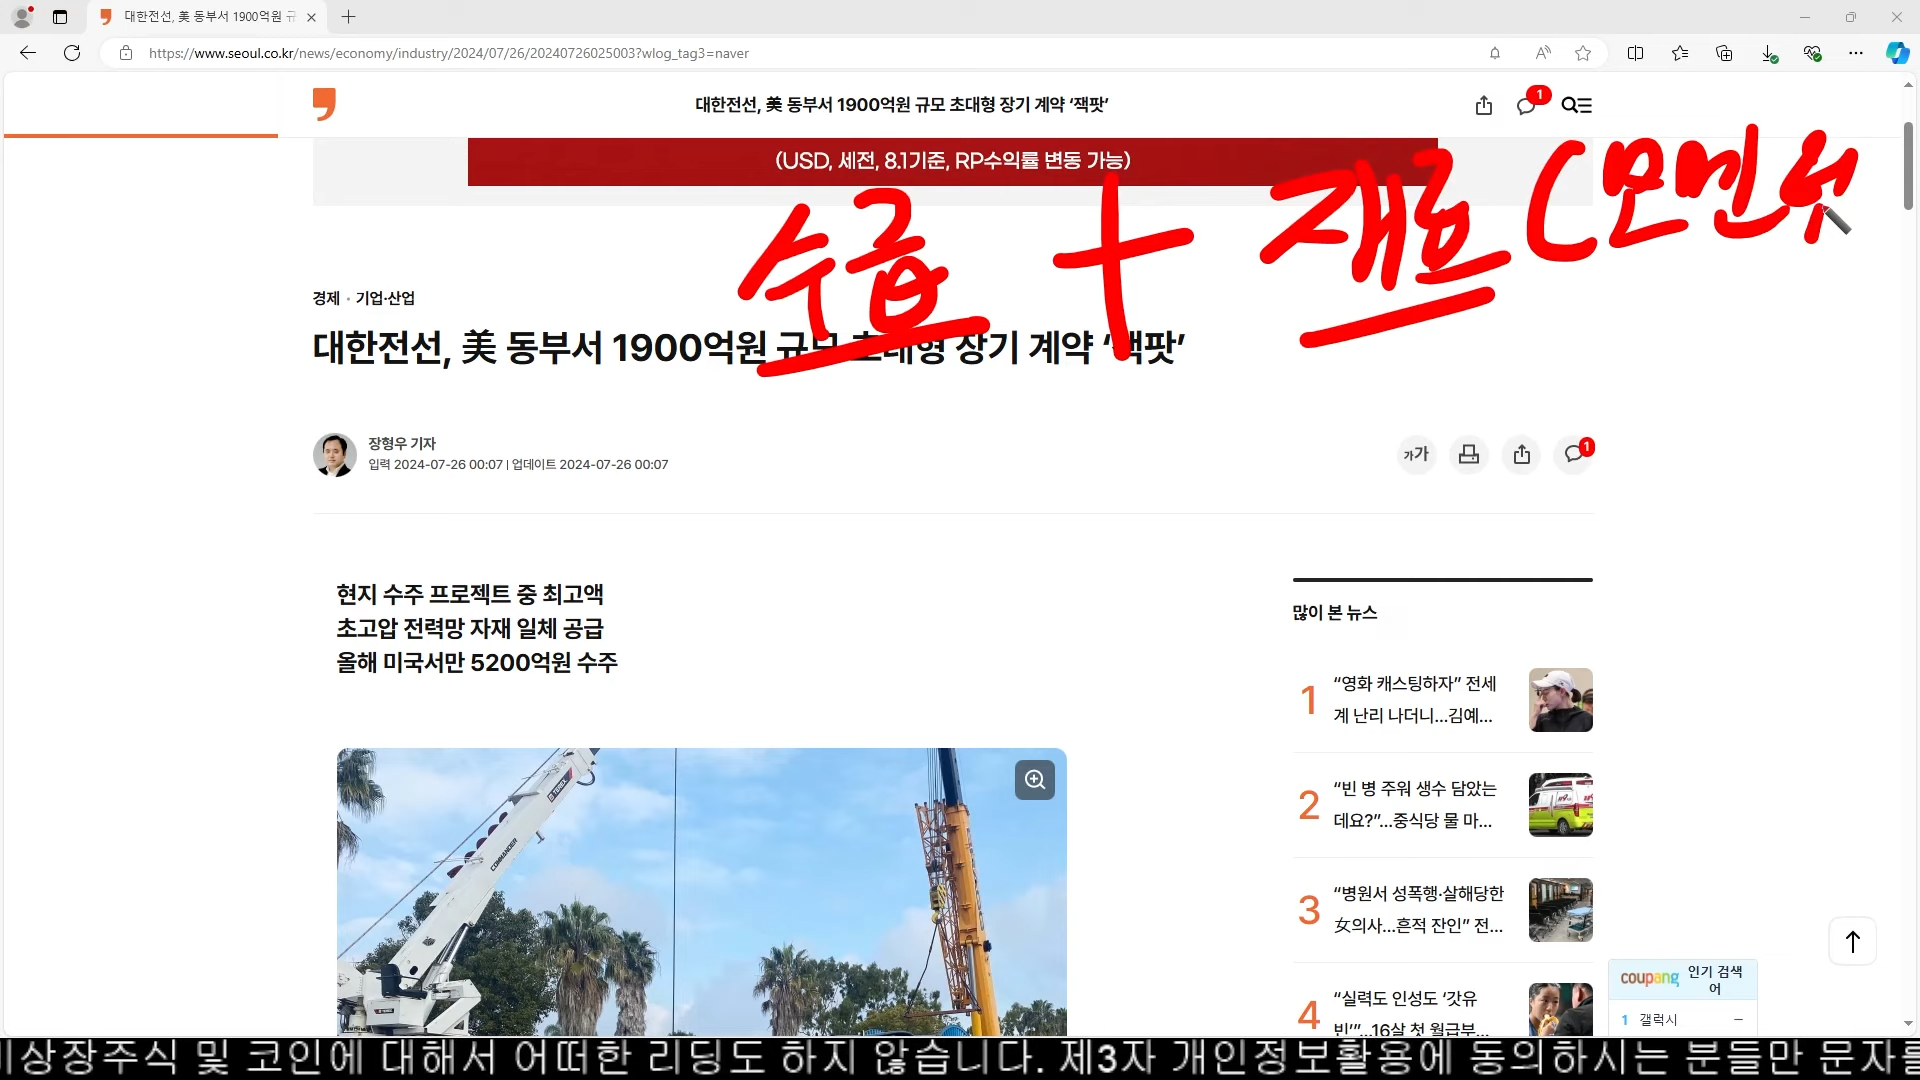 대한전선, 美 동부서 1900억원 규
https://www.seoul.co.kr/news/economy/industry/2024/07/26/20240726025003?wlog_tag3=naver
대한전선, 美 동부서 1900억원 규모 초대형 장기 계약 ‘잭팟’
1
(USD, 세전, 8.1기준, RP수익률 변동 가능)
수급 + 재료 (모멘텀
경제 · 기업·산업
대한전선, 美 동부서 1900억원 규모 초대형 장기 계약 ‘잭팟’
장형우 기자
입력 2024-07-26 00:07 | 업데이트 2024-07-26 00:07
가가
1
현지 수주 프로젝트 중 최고액
초고압 전력망 자재 일체 공급
올해 미국서만 5200억원 수주
많이 본 뉴스
1
“영화 캐스팅하자” 전세
계 난리 나더니…김예…
2
“빈 병 주워 생수 담았는
데요?”…중식당 물 마…
3
“병원서 성폭행·살해당한
女의사…흔적 잔인” 전…
4
“실력도 인성도 ‘갓유
빈’”…16살 첫 월급부…
TEREX
COMMANDER
coupang 인기 검색
어
1 갤럭시 –
비상장주식 및 코인에 대해서 어떠한 리딩도 하지 않습니다. 제3자 개인정보활용에 동의하시는 분들만 문자를